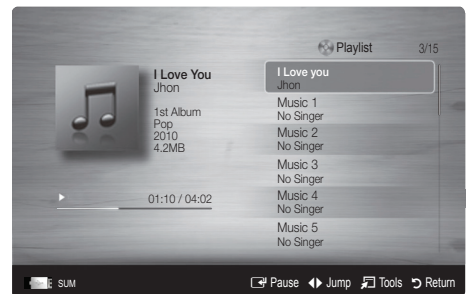 Playlist 3/15
I Love You
Jhon
1st Album
Pop
2010
4.2MB
01:10 / 04:02
I Love you
Jhon
Music 1
No Singer
Music 2
No Singer
Music 3
No Singer
Music 4
No Singer
Music 5
No Singer
SUM
Pause Jump Tools Return